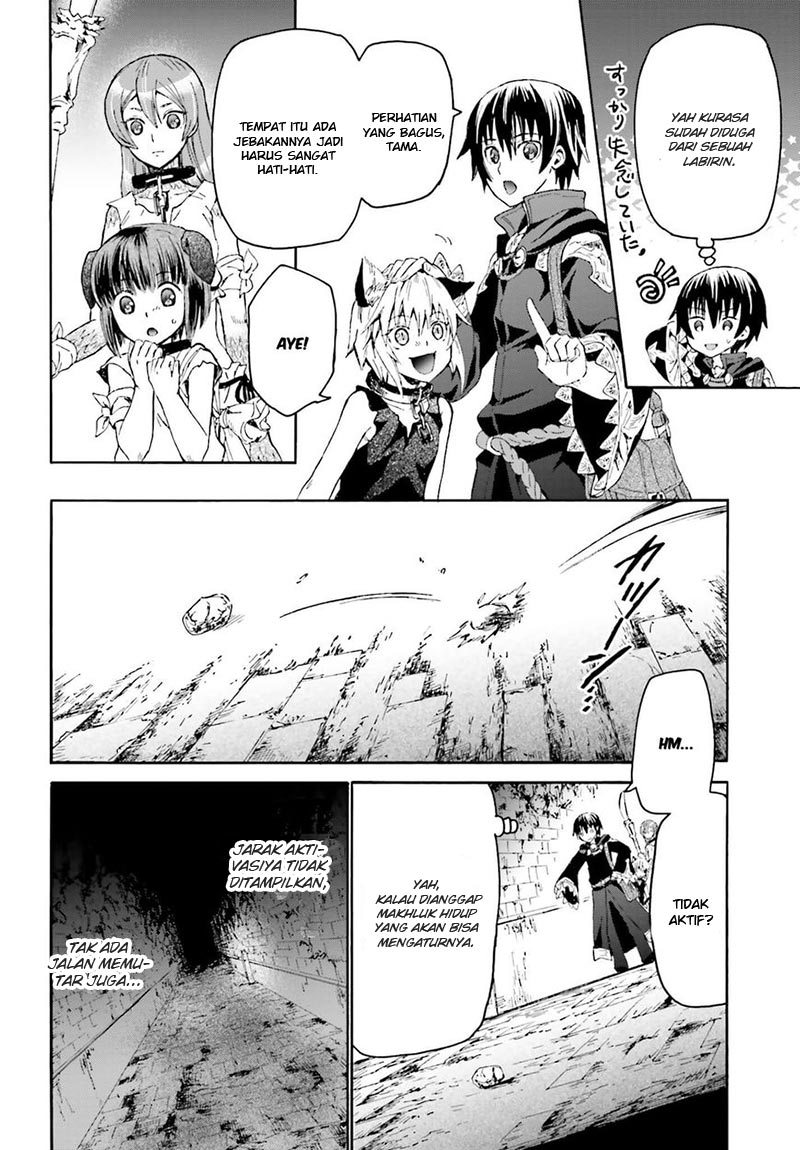 YAH KURASA
SUDAH DIDUGA
DARI SEBUAH
LABIRIN.
すっかり失念していた。
PERHATIAN
YANG BAGUS,
TAMA.
TEMPAT ITU ADA
JEBAKANNYA JADI
HARUS SANGAT
HATI-HATI.
AYE!
カツッ
HM...
TIDAK
AKTIF?
YAH,
KALAU DIANGGAP
MAKHLUK HIDUP
YANG AKAN BISA
MENGATURNYA.
JARAK AKTI-
VASIYA TIDAK
DITAMPILKAN,
TAK ADA
JALAN MEMU-
TAR JUGA...